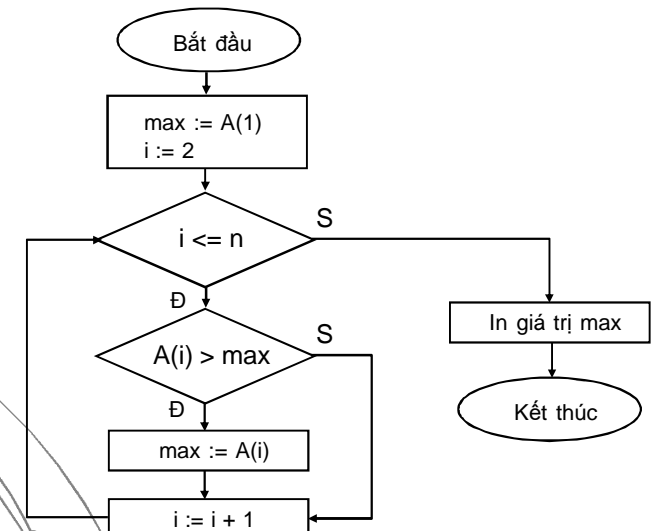 Bắt đầu
max := A(1)
i := 2
i <= n
S
Đ
A(i) > max
S
Đ
max := A(i)
i := i + 1
In giá trị max
Kết thúc